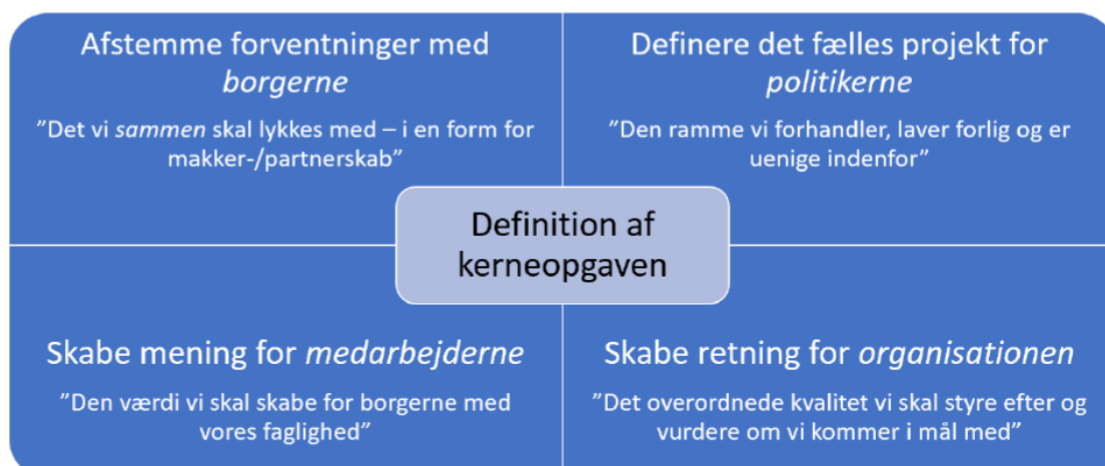 Afstemme forventninger med
borgerne
”Det vi sammen skal lykkes med – i en form for
makker-/partnerskab”
Definere det fælles projekt for
politikerne
”Den ramme vi forhandler, laver forlig og er
uenige indenfor”
Definition af
kerneopgaven
Skabe mening for medarbejderne
”Den værdi vi skal skabe for borgerne med
vores faglighed”
Skabe retning for organisationen
”Det overordnede kvalitet vi skal styre efter og
vurdere om vi kommer i mål med”